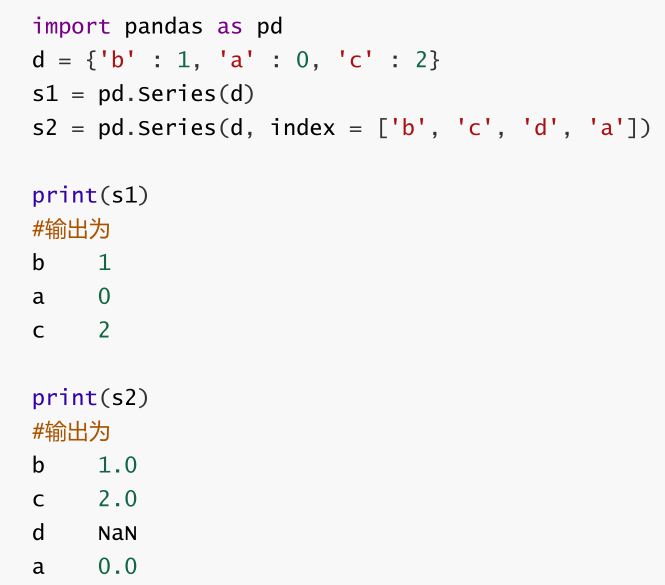 import pandas as pd
d = {'b' : 1, 'a' : 0, 'c' : 2}
s1 = pd.Series(d)
s2 = pd.Series(d, index = ['b', 'c', 'd', 'a'])

print(s1)
#输出为
b    1
a    0
c    2

print(s2)
#输出为
b    1.0
c    2.0
d    NaN
a    0.0